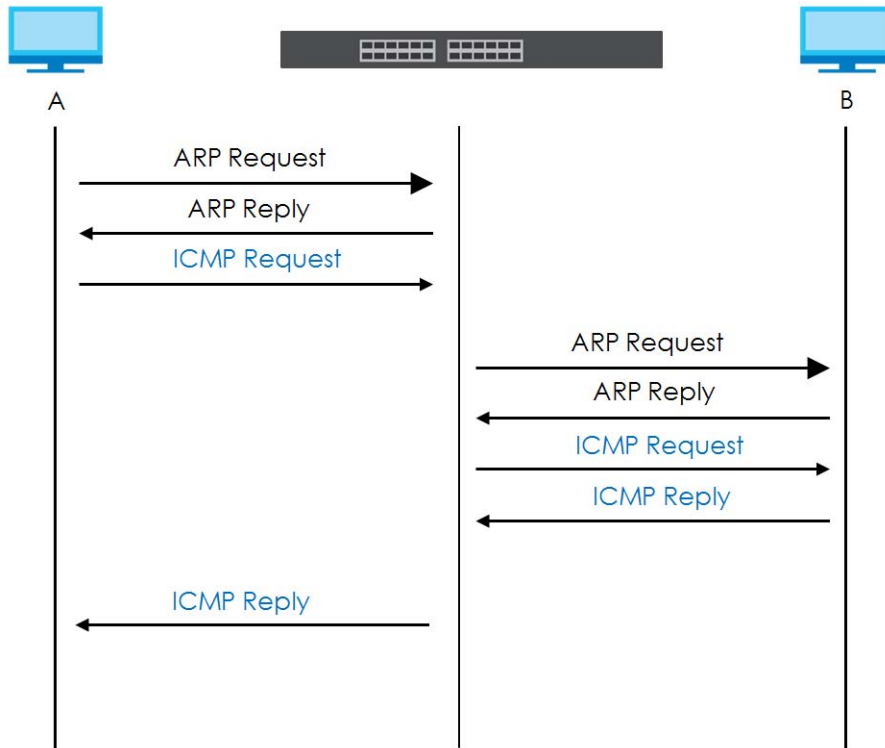 A
B
ARP Request
ARP Reply
ICMP Request
ARP Request
ARP Reply
ICMP Request
ICMP Reply
ICMP Reply